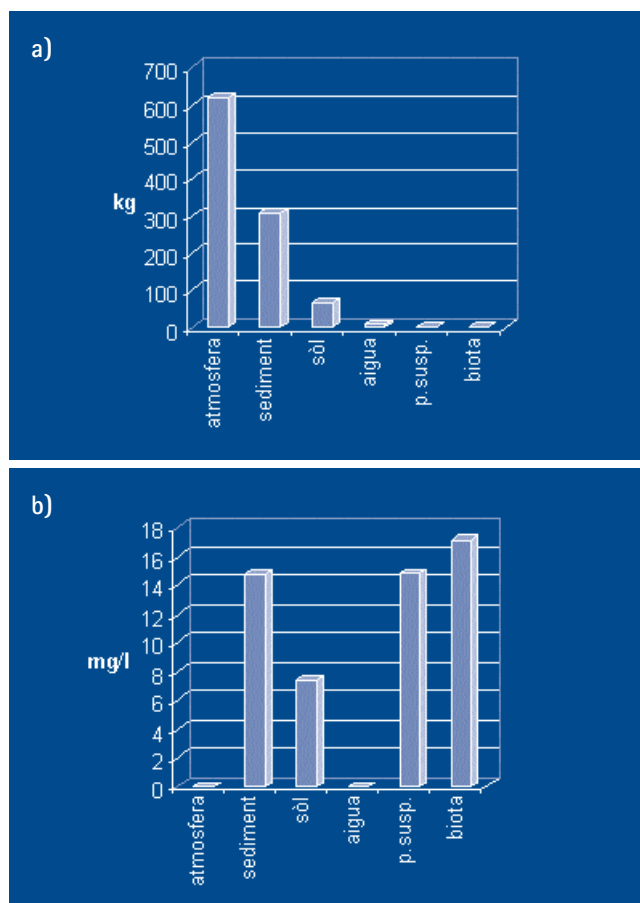 a)
700
600
500
400
300
200
100
0
kg
atmosfera
sediment
sòl
aigua
p.susp.
biota
b)
18
16
14
12
10
8
6
4
2
0
mg/l
atmosfera
sediment
sòl
aigua
p.susp.
biota